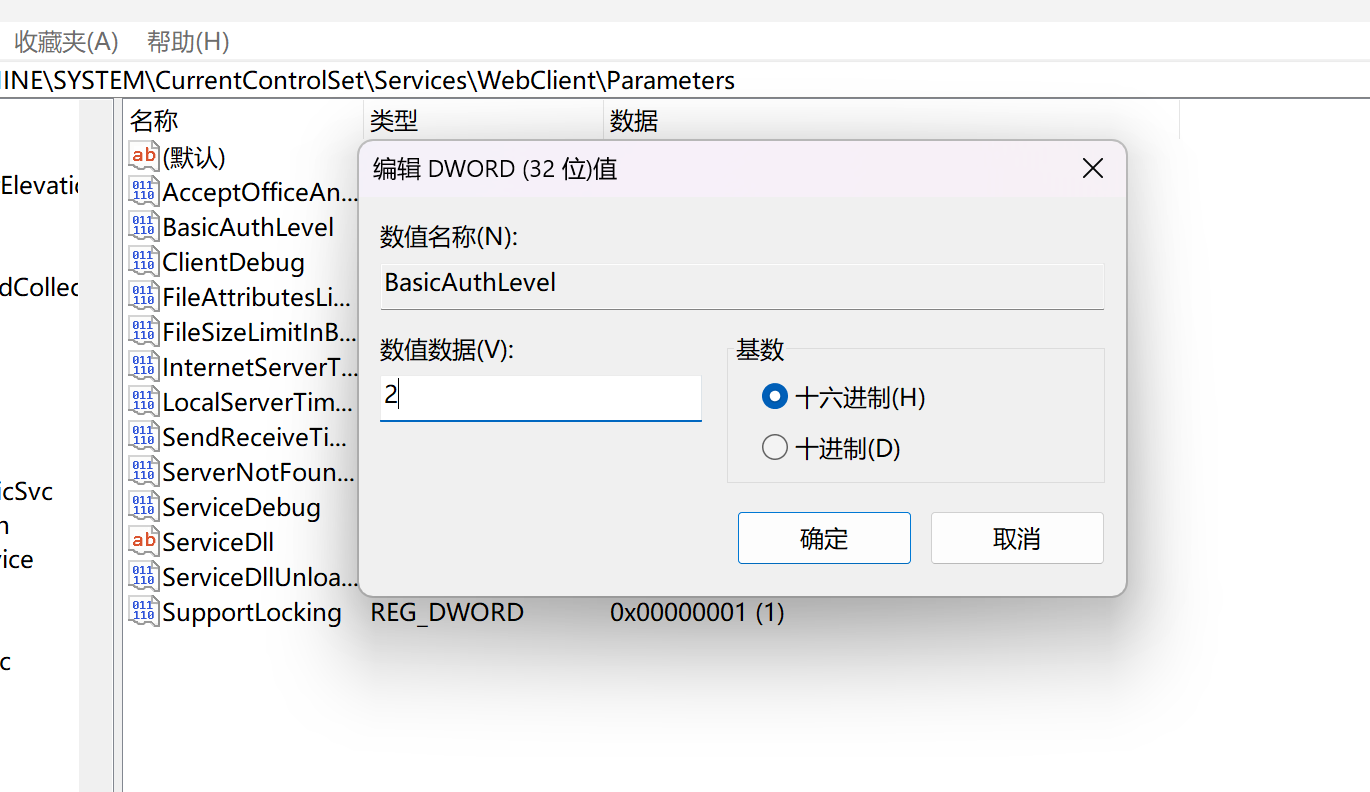 收藏夹(A) 帮助(H)
INE\SYSTEM\CurrentControlSet\Services\WebClient\Parameters
名称 类型 数据
(默认)
AcceptOfficeAn...
BasicAuthLevel
ClientDebug
FileAttributesLi...
FileSizeLimitInB...
InternetServerT...
LocalServerTim...
SendReceiveTi...
ServerNotFoun...
ServiceDebug
ServiceDll
ServiceDllUnloa...
SupportLocking REG_DWORD 0x00000001 (1)
Elevatic
dCollec
icSvc
n
ice
c
编辑 DWORD (32 位)值
数值名称(N):
BasicAuthLevel
数值数据(V):
2
基数
十六进制(H)
十进制(D)
确定 取消